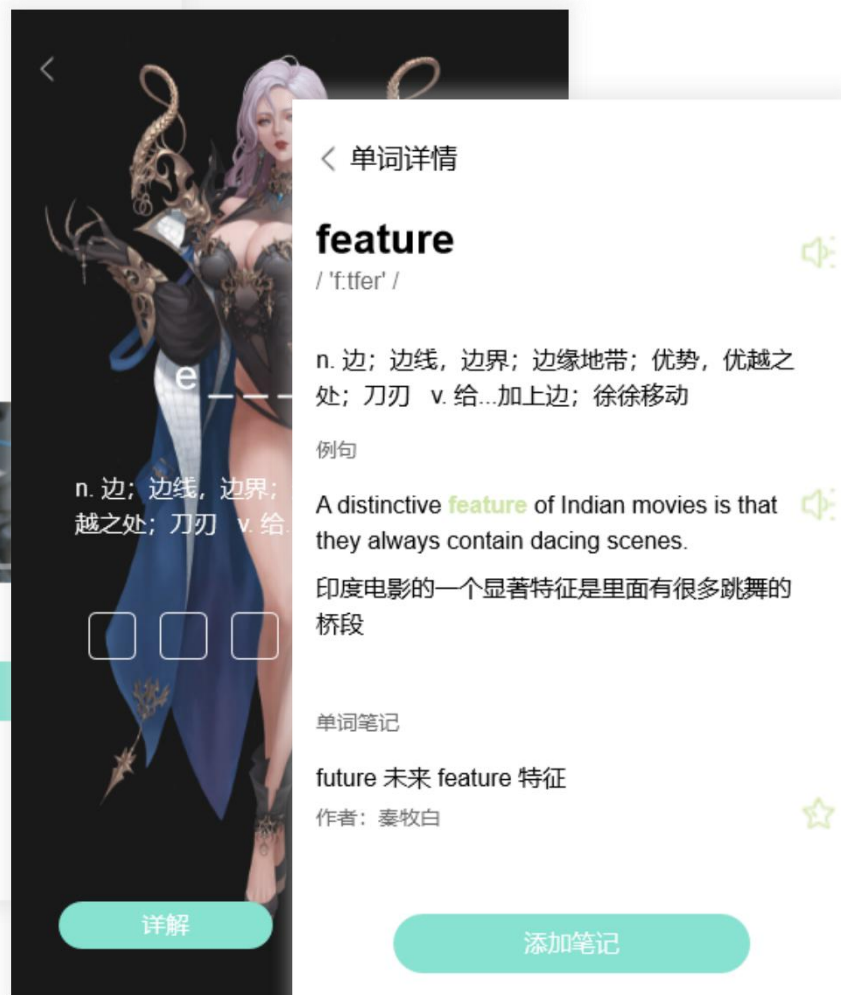 e _ _ _
n. 边；边线，边界；
越之处；刀刃 v. 给
详解
单词详情
feature
/ 'f:tfer' /
n. 边；边线，边界；边缘地带；优势，优越之
处；刀刃 v. 给...加上边；徐徐移动
例句
A distinctive feature of Indian movies is that
they always contain dacing scenes.
印度电影的一个显著特征是里面有很多跳舞的
桥段
单词笔记
future 未来 feature 特征
作者：秦牧白
添加笔记